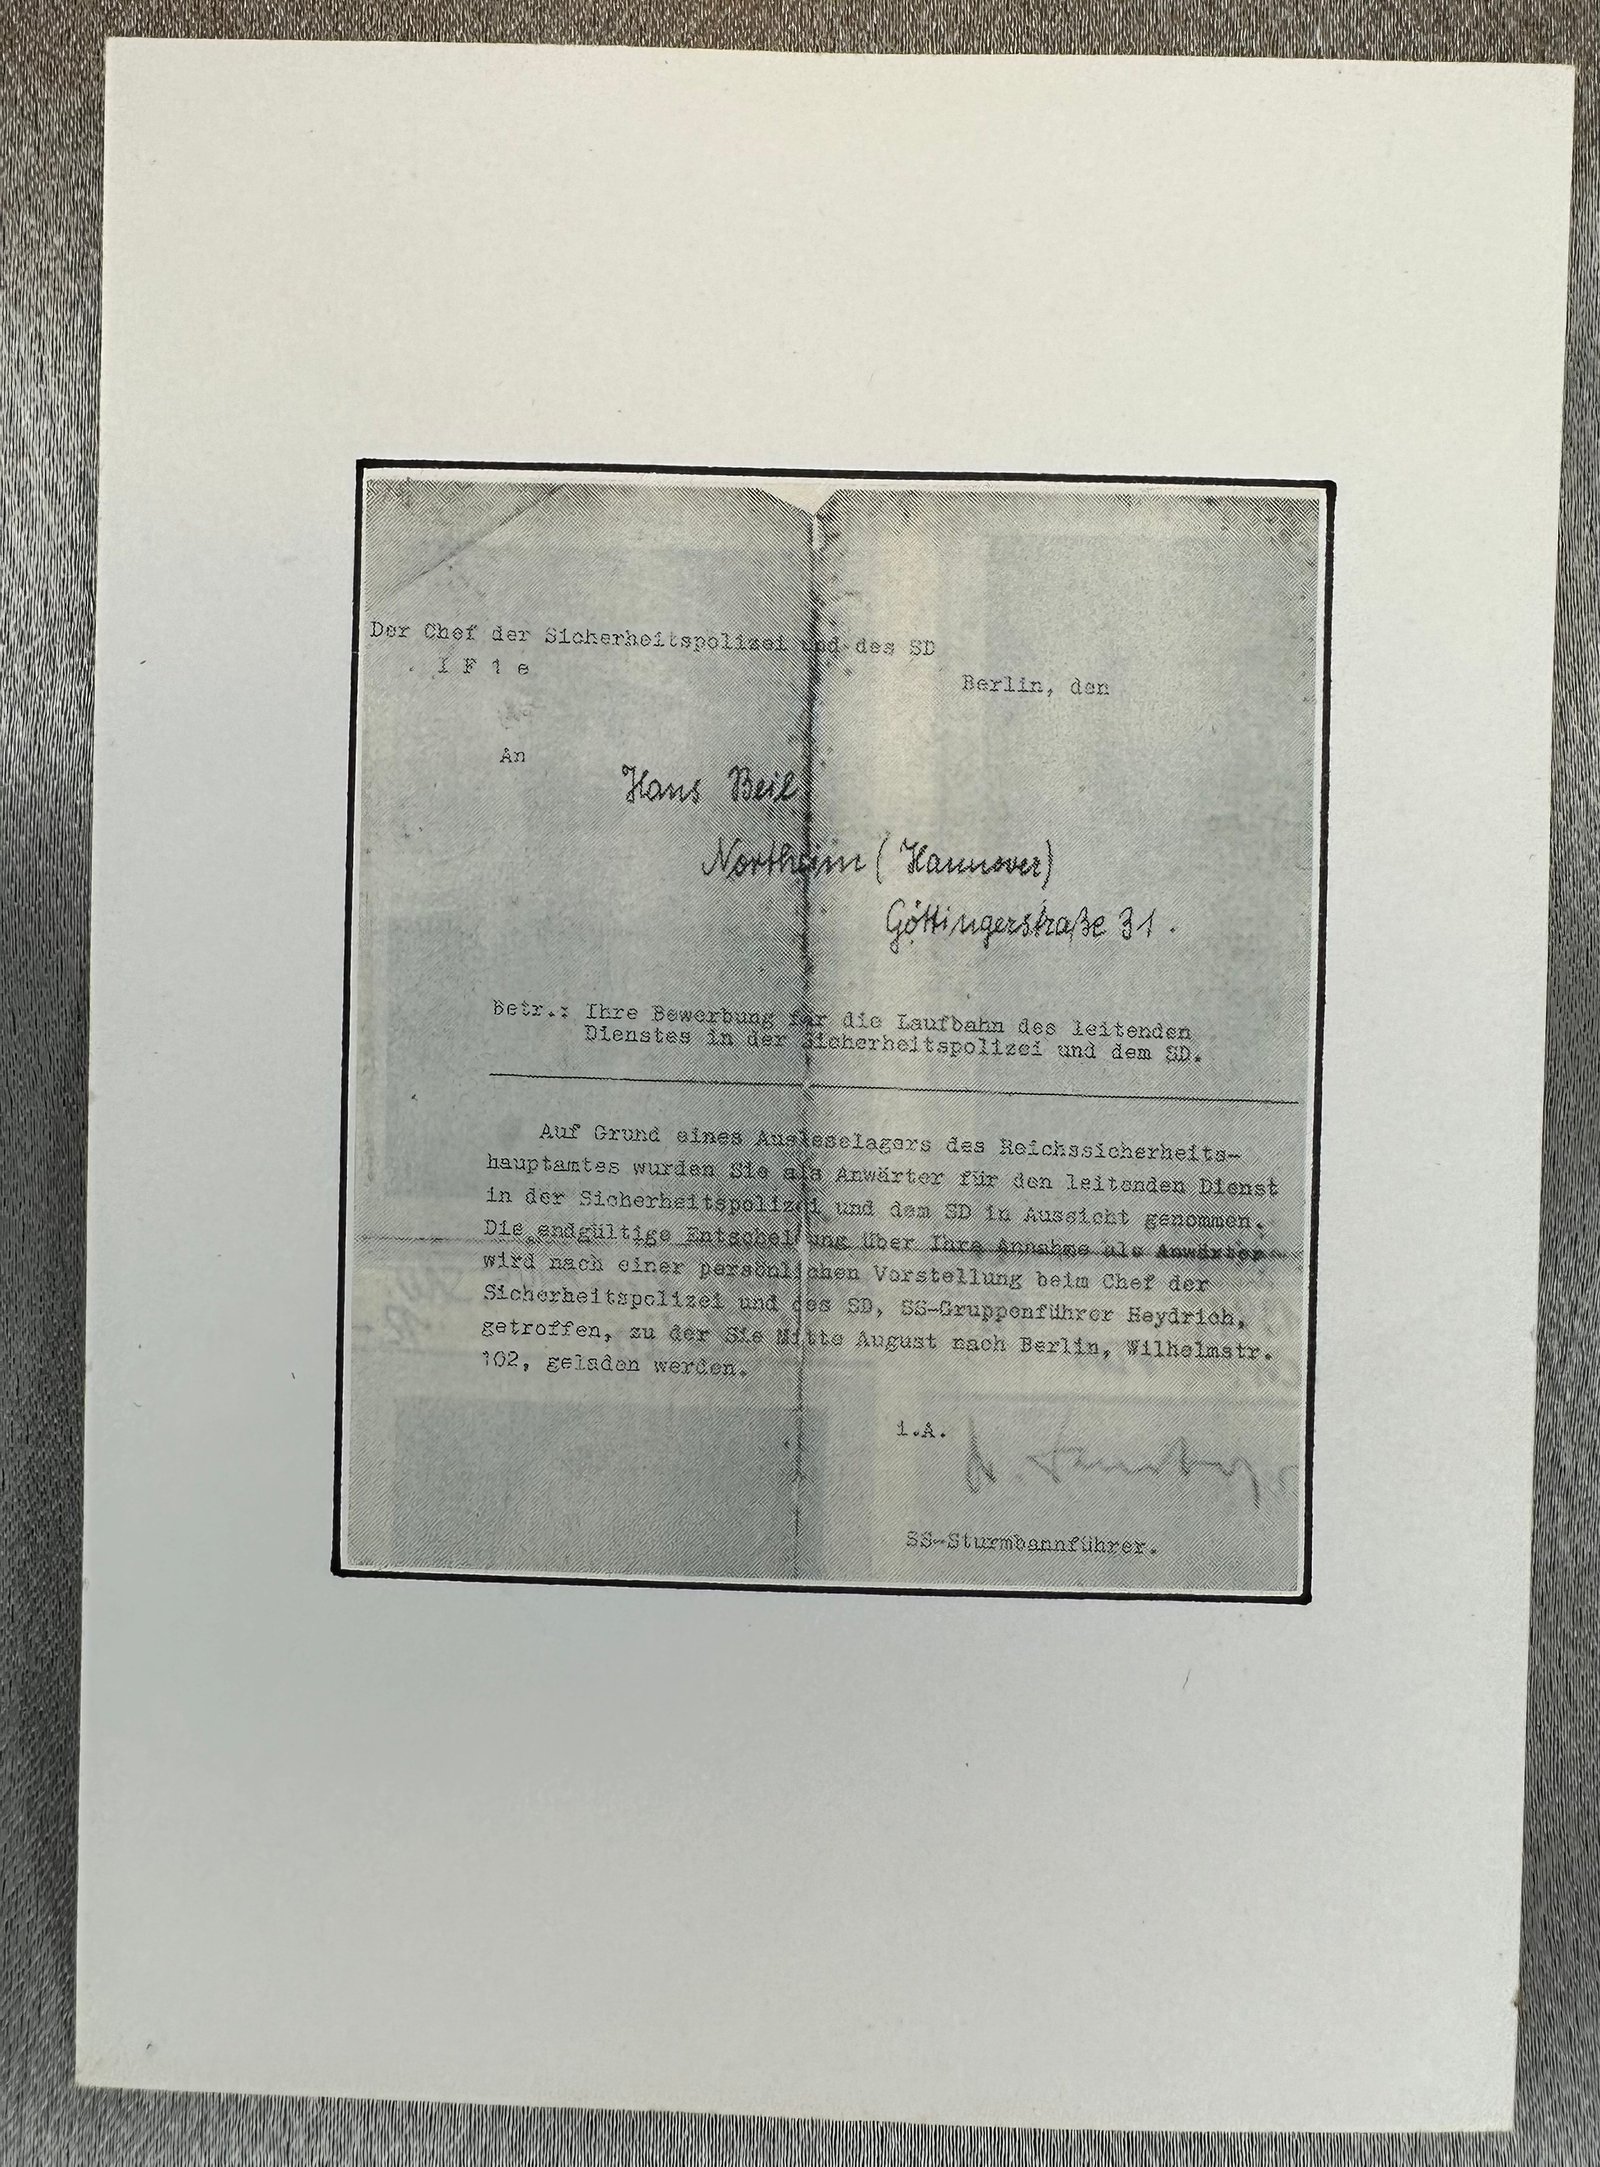 Der Chef der Sicherheitspolizei und des SD
I F 1 e
Berlin, den
An
Hans Beil
Northeim (Hannover)
Göttingerstraße 31.
Betr.: Ihre Bewerbung für die Laufbahn des leitenden
Dienstes in der Sicherheitspolizei und dem SD.
Auf Grund eines Ausleselagers des Reichssicherheits-
hauptamtes wurden Sie als Anwärter für den leitenden Dienst
in der Sicherheitspolizei und dem SD in Aussicht genommen.
Die endgültige Entscheidung über Ihre Annahme als Anwärter
wird nach einer persönlichen Vorstellung beim Chef der
Sicherheitspolizei und des SD, SS-Gruppenführer Heydrich,
getroffen, zu der Sie Mitte August nach Berlin, Wilhelmstr.
102, geladen werden.
i.A.
SS-Sturmbannführer.